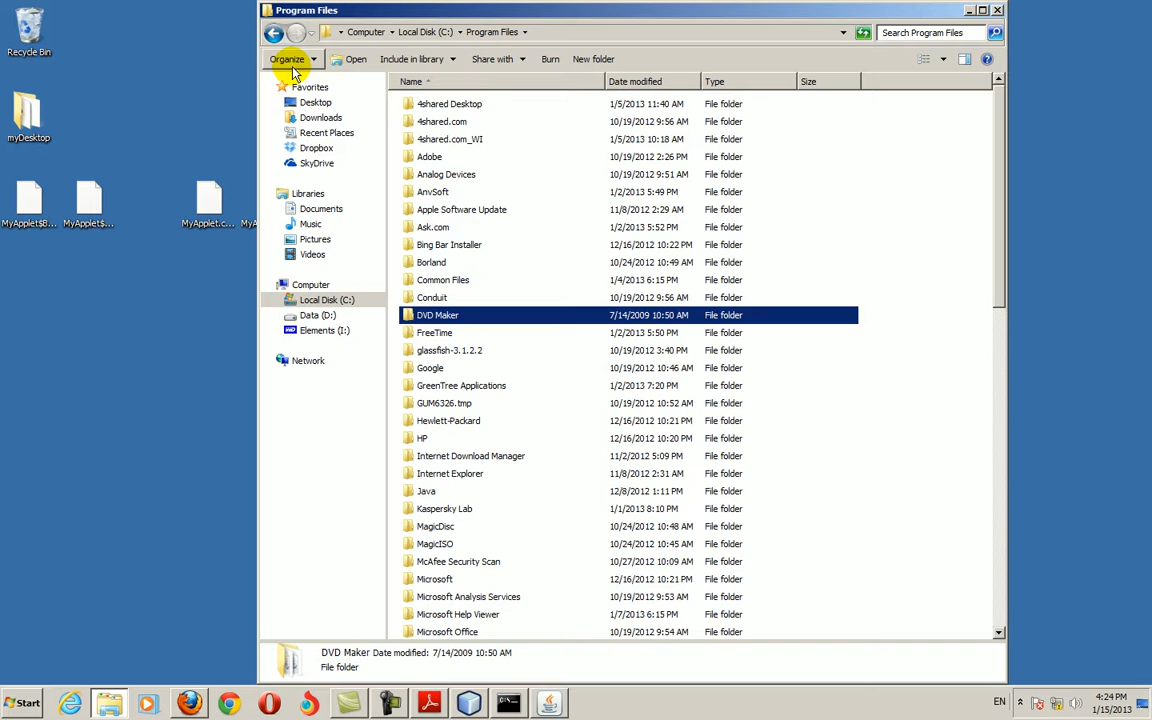 Program Files
Recycle Bin
myDesktop
MyApplet$B...
MyApplet$...
MyApplet.c...
Computer
Local Disk (C:)
Program Files
Search Program Files
Organize
Open
Include in library
Share with
Burn
New folder
Favorites
Desktop
Downloads
Recent Places
Dropbox
SkyDrive
Libraries
Documents
Music
Pictures
Videos
Computer
Local Disk (C:)
Data (D:)
Elements (I:)
Network
Name Date modified Type Size
4shared Desktop 1/5/2013 11:40 AM File folder
4shared.com 10/19/2012 9:56 AM File folder
4shared.com_WI 1/5/2013 10:18 AM File folder
Adobe 10/19/2012 2:26 PM File folder
Analog Devices 10/19/2012 9:51 AM File folder
AnvSoft 1/2/2013 5:49 PM File folder
Apple Software Update 11/8/2012 2:29 AM File folder
Ask.com 1/2/2013 5:52 PM File folder
Bing Bar Installer 12/16/2012 10:22 PM File folder
Borland 10/24/2012 10:49 AM File folder
Common Files 1/4/2013 6:15 PM File folder
Conduit 10/19/2012 9:56 AM File folder
DVD Maker 7/14/2009 10:50 AM File folder
FreeTime 1/2/2013 5:50 PM File folder
glassfish-3.1.2.2 10/19/2012 3:40 PM File folder
Google 10/19/2012 10:46 AM File folder
GreenTree Applications 1/2/2013 7:20 PM File folder
GUM6326.tmp 10/19/2012 10:52 AM File folder
Hewlett-Packard 12/16/2012 10:21 PM File folder
HP 12/16/2012 10:20 PM File folder
Internet Download Manager 11/2/2012 5:09 PM File folder
Internet Explorer 11/8/2012 2:31 AM File folder
Java 12/8/2012 1:11 PM File folder
Kaspersky Lab 1/1/2013 8:10 PM File folder
MagicDisc 10/24/2012 10:48 AM File folder
MagicISO 10/24/2012 10:45 AM File folder
McAfee Security Scan 10/27/2012 10:09 AM File folder
Microsoft 12/16/2012 10:21 PM File folder
Microsoft Analysis Services 10/19/2012 9:53 AM File folder
Microsoft Help Viewer 1/7/2013 6:15 PM File folder
Microsoft Office 10/19/2012 9:54 AM File folder
DVD Maker Date modified: 7/14/2009 10:50 AM
File folder
Start
EN
4:24 PM
1/15/2013